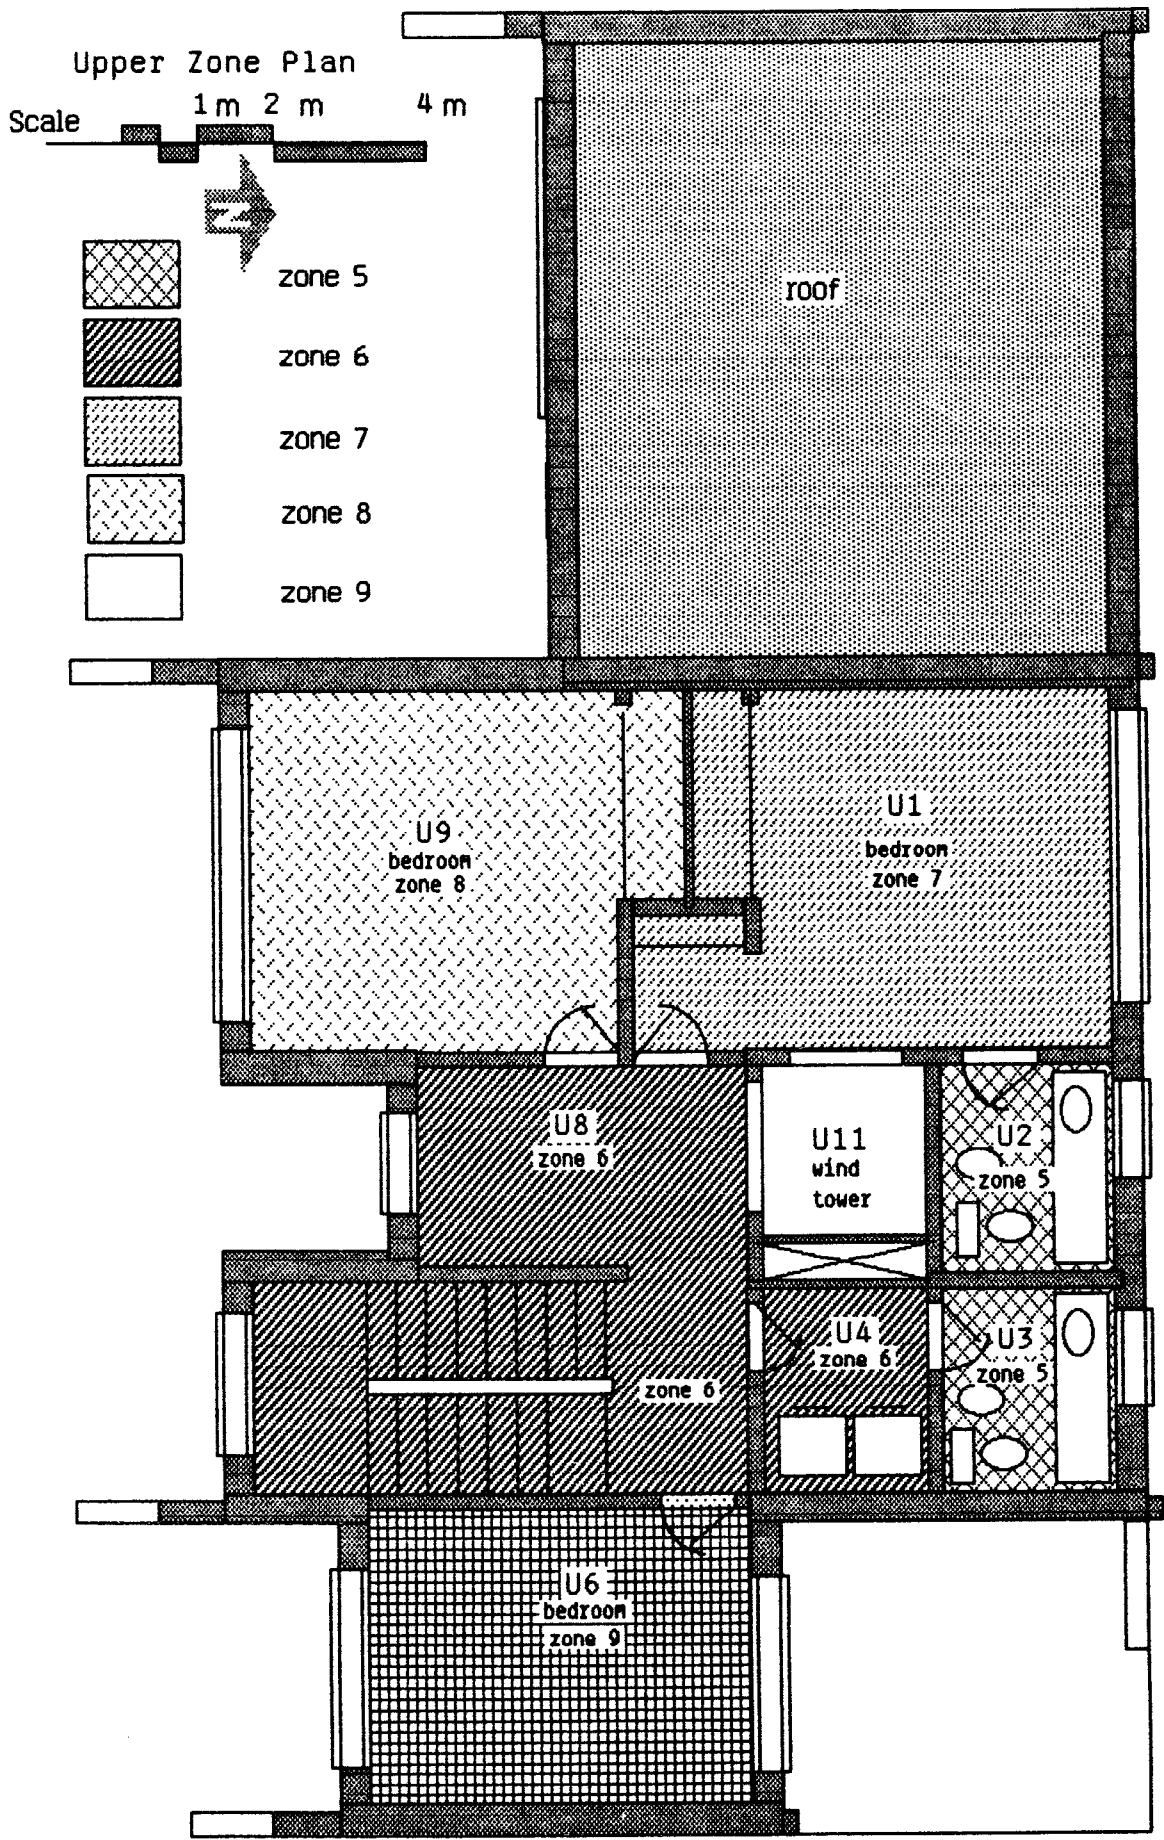 Upper Zone Plan
1m 2 m 4 m
Scale
N
zone 5
zone 6
zone 7
zone 8
zone 9
roof
U9
bedroom
zone 8
U1
bedroom
zone 7
U8
zone 6
U11
wind
tower
U2
zone 5
U4
zone 6
U3
zone 5
zone 6
U6
bedroom
zone 9